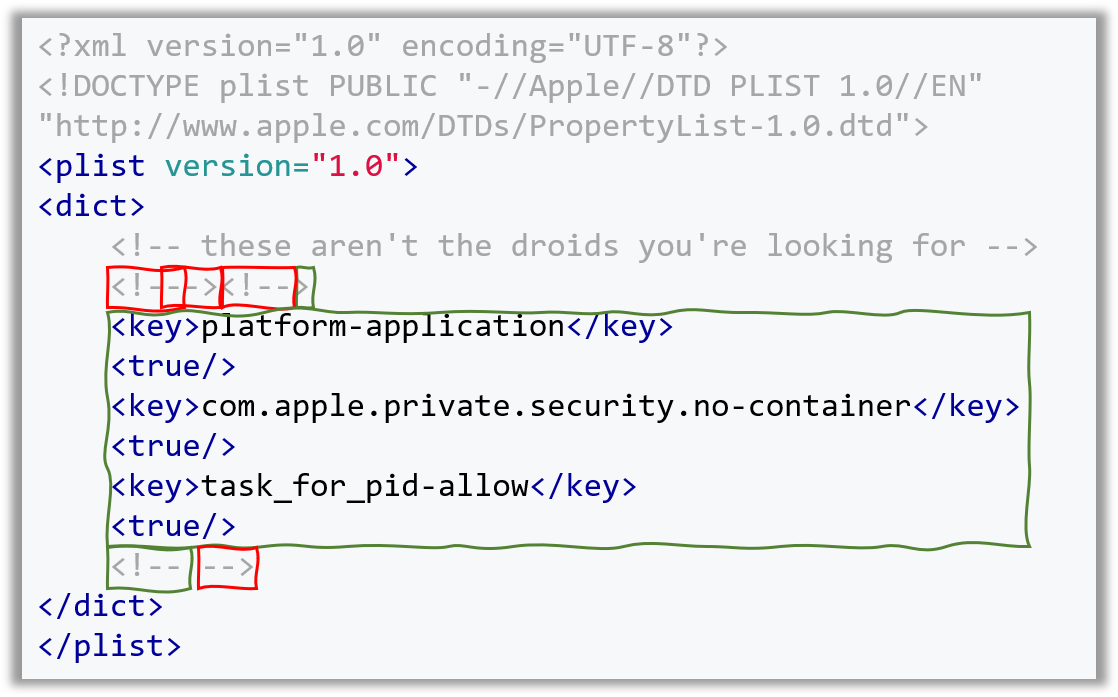 <?xml version="1.0" encoding="UTF-8"?>
<!DOCTYPE plist PUBLIC "-//Apple//DTD PLIST 1.0//EN"
"http://www.apple.com/DTDs/PropertyList-1.0.dtd">
<plist version="1.0">
<dict>
    <!-- these aren't the droids you're looking for -->
    <!---><!-->
    <key>platform-application</key>
    <true/>
    <key>com.apple.private.security.no-container</key>
    <true/>
    <key>task_for_pid-allow</key>
    <true/>
    <!-- -->
</dict>
</plist>